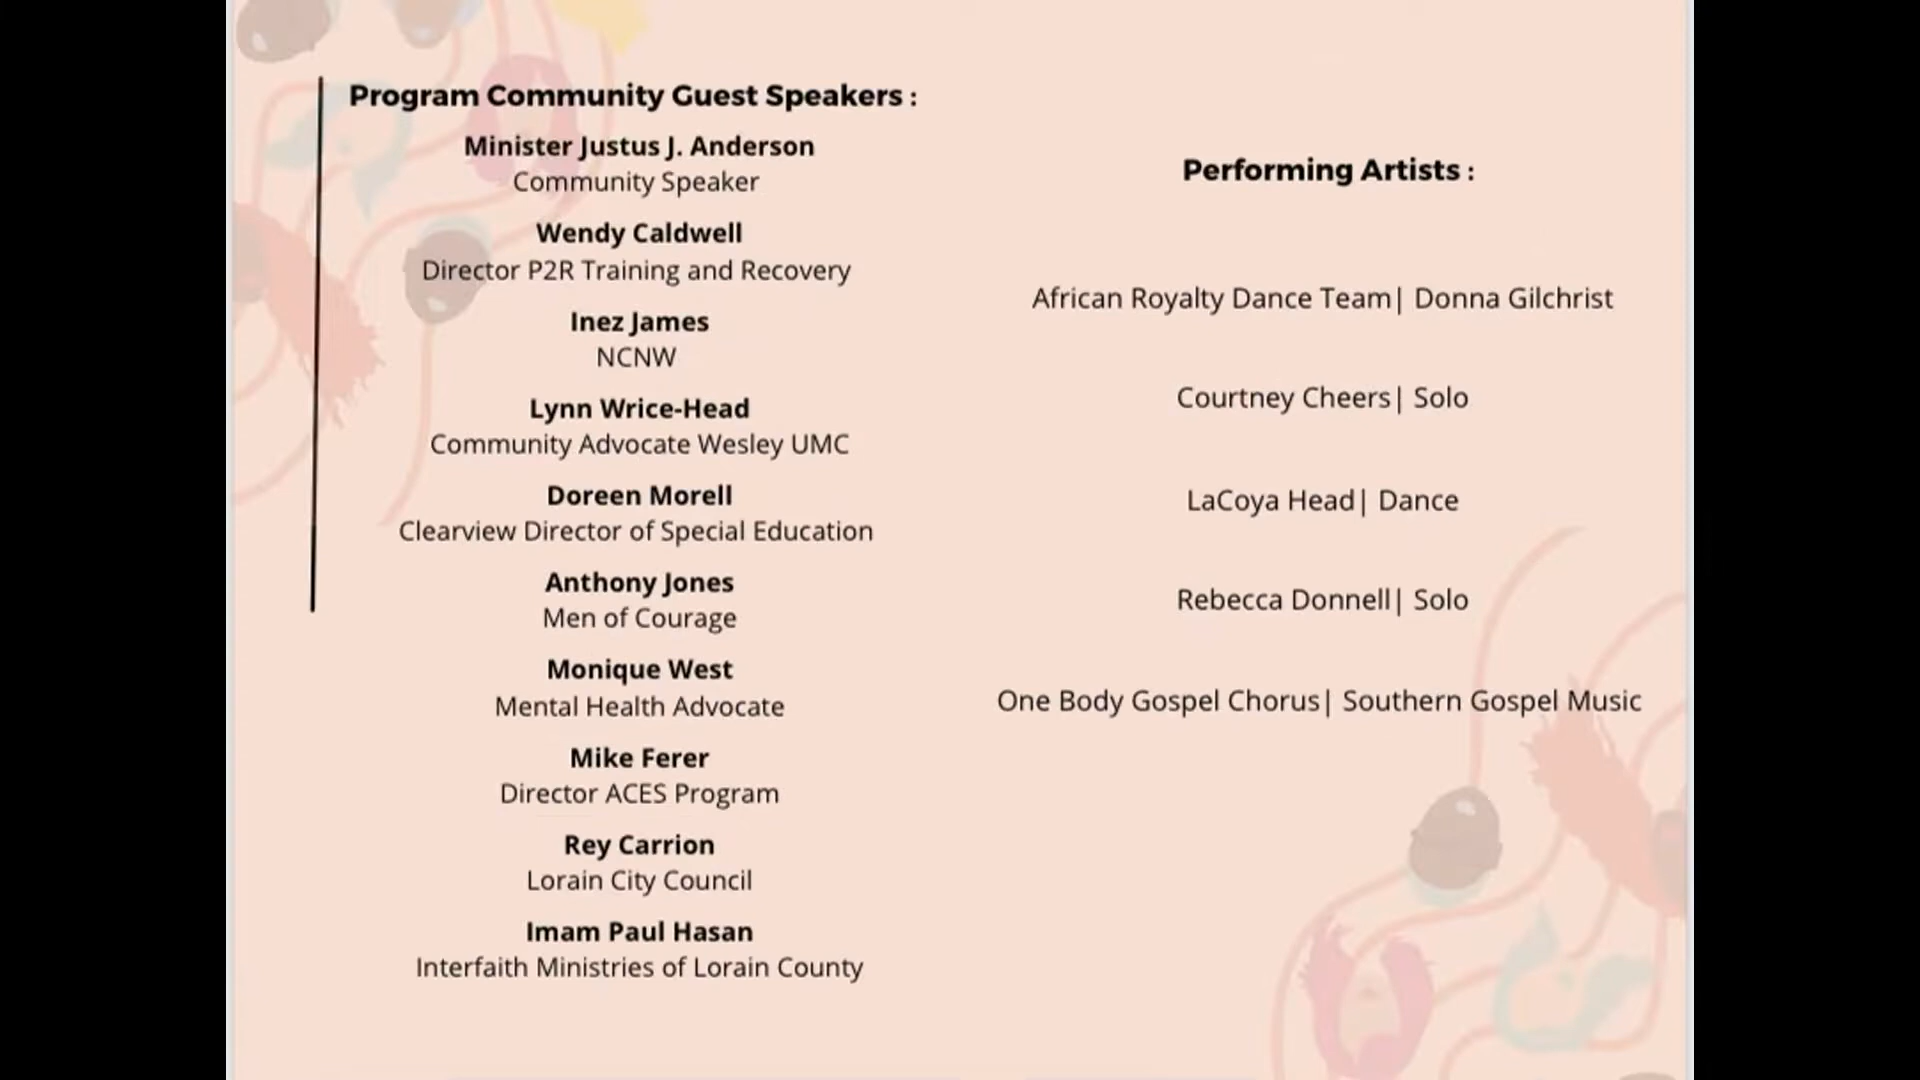 Program Community Guest Speakers :
Minister Justus J. Anderson
Community Speaker
Wendy Caldwell
Director P2R Training and Recovery
Inez James
NCNW
Lynn Wrice-Head
Community Advocate Wesley UMC
Doreen Morell
Clearview Director of Special Education
Anthony Jones
Men of Courage
Monique West
Mental Health Advocate
Mike Ferer
Director ACES Program
Rey Carrion
Lorain City Council
Imam Paul Hasan
Interfaith Ministries of Lorain County
Performing Artists :
African Royalty Dance Team| Donna Gilchrist
Courtney Cheers| Solo
LaCoya Head| Dance
Rebecca Donnell| Solo
One Body Gospel Chorus| Southern Gospel Music